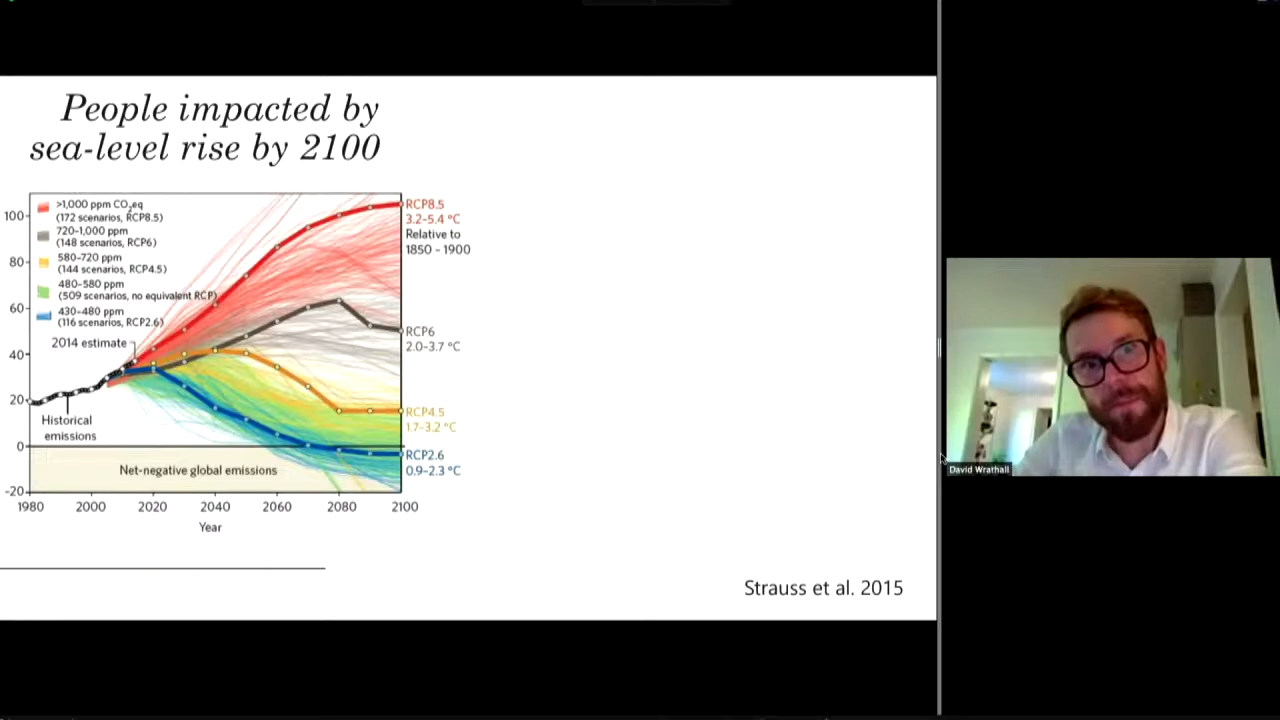 People impacted by
sea-level rise by 2100
>1,000 ppm CO₂eq
(172 scenarios, RCP8.5)
720–1,000 ppm
(148 scenarios, RCP6)
580–720 ppm
(144 scenarios, RCP4.5)
480–580 ppm
(509 scenarios, no equivalent RCP)
430–480 ppm
(116 scenarios, RCP2.6)
2014 estimate
Historical
emissions
Net-negative global emissions
100
80
60
40
20
0
-20
1980 2000 2020 2040 2060 2080 2100
Year
RCP8.5
3.2–5.4 °C
Relative to
1850 - 1900
RCP6
2.0–3.7 °C
RCP4.5
1.7–3.2 °C
RCP2.6
0.9–2.3 °C
Strauss et al. 2015
David Wrathall